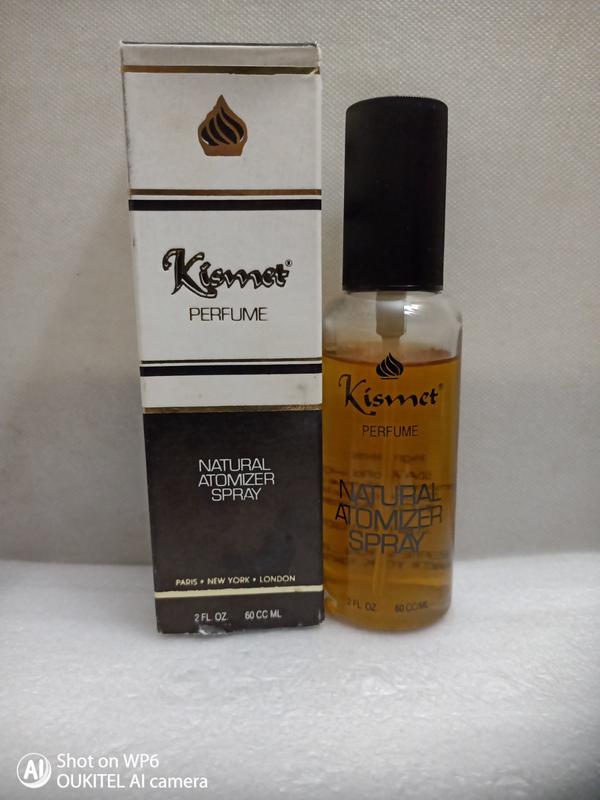 Kismet®
PERFUME
NATURAL
ATOMIZER
SPRAY
PARIS • NEW YORK • LONDON
2 FL. OZ. 60 CC ML
Kismet®
PERFUME
NATURAL
ATOMIZER
SPRAY
2 FL. OZ. 60 CC/ML
AI Shot on WP6
OUKITEL AI camera